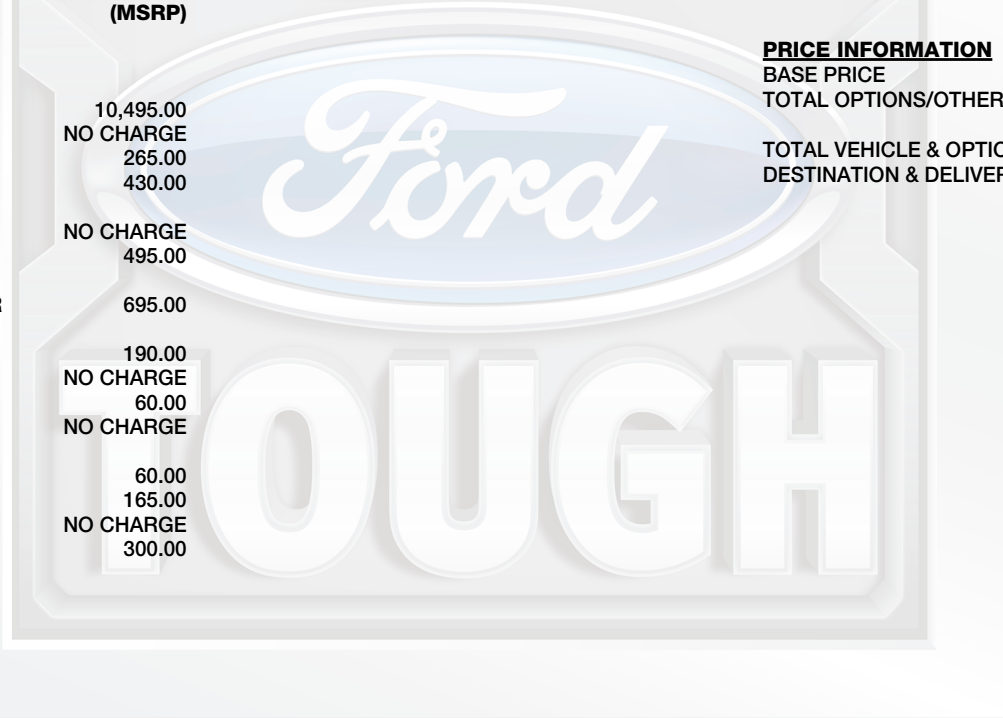 (MSRP)
10,495.00
NO CHARGE
265.00
430.00
NO CHARGE
495.00
R
695.00
190.00
NO CHARGE
60.00
NO CHARGE
60.00
165.00
NO CHARGE
300.00
PRICE INFORMATION
BASE PRICE
TOTAL OPTIONS/OTHER
TOTAL VEHICLE & OPTIO
DESTINATION & DELIVER
Ford
TOUGH